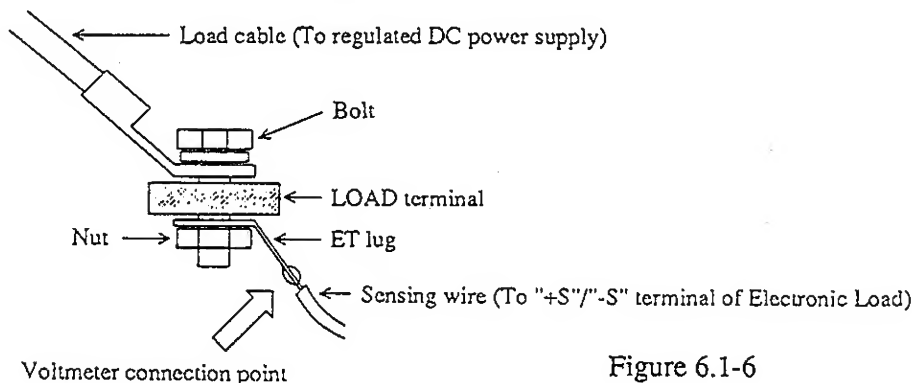 Load cable (To regulated DC power supply)
Bolt
LOAD terminal
Nut
ET lug
Sensing wire (To "+S"/"-S" terminal of Electronic Load)
Voltmeter connection point
Figure 6.1-6